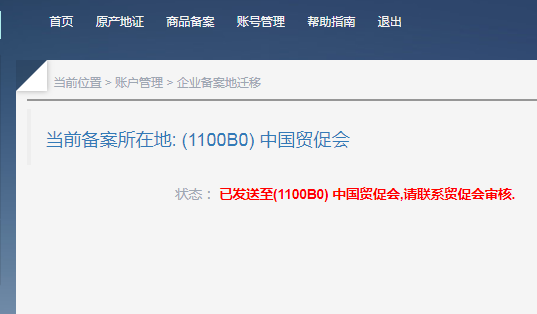 首页 原产地证 商品备案 账号管理 帮助指南 退出
当前位置 > 账户管理 > 企业备案地迁移
当前备案所在地: (1100B0) 中国贸促会
状态： 已发送至(1100B0) 中国贸促会,请联系贸促会审核.